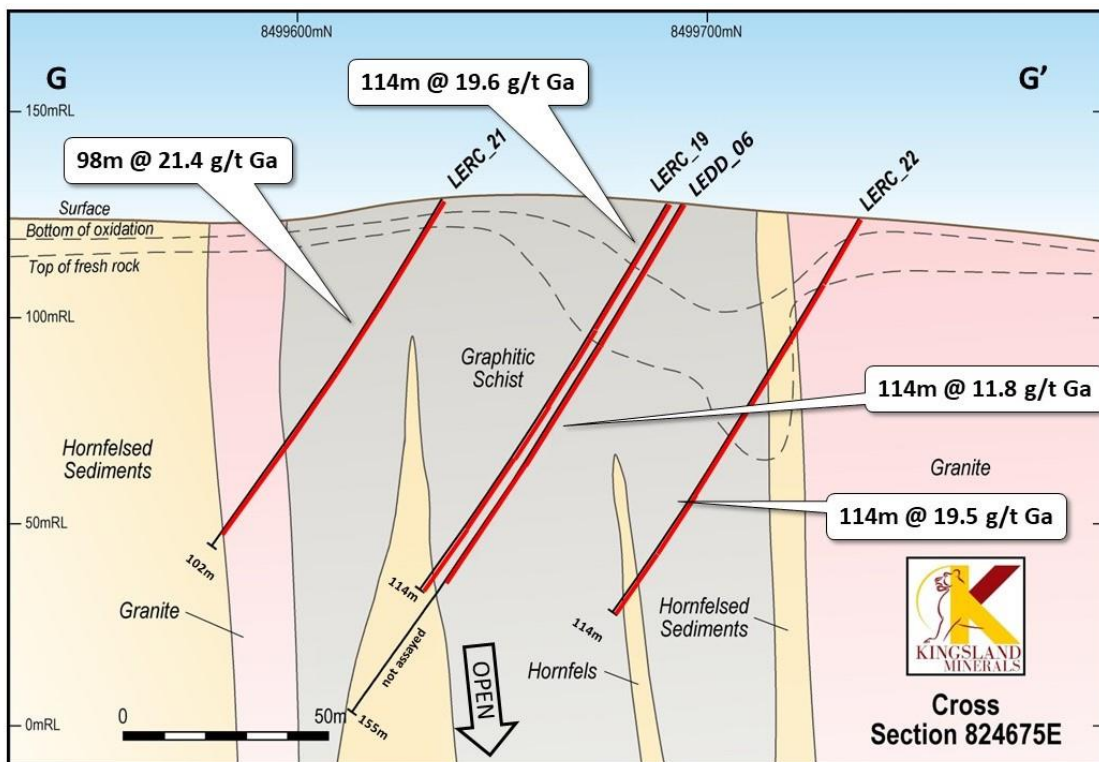 8499600mN
8499700mN
G
G'
114m @ 19.6 g/t Ga
150mRL
98m @ 21.4 g/t Ga
LERC_21
LERC_19
LEDD_06
LERC_22
Surface
Bottom of oxidation
Top of fresh rock
100mRL
Graphitic
Schist
114m @ 11.8 g/t Ga
Hornfelsed
Sediments
Granite
114m @ 19.5 g/t Ga
50mRL
102m
114m
114m
Granite
Hornfelsed
Sediments
not assayed
Hornfels
OPEN
155m
0
50m
0mRL
KINGSLAND
MINERALS
Cross
Section 824675E